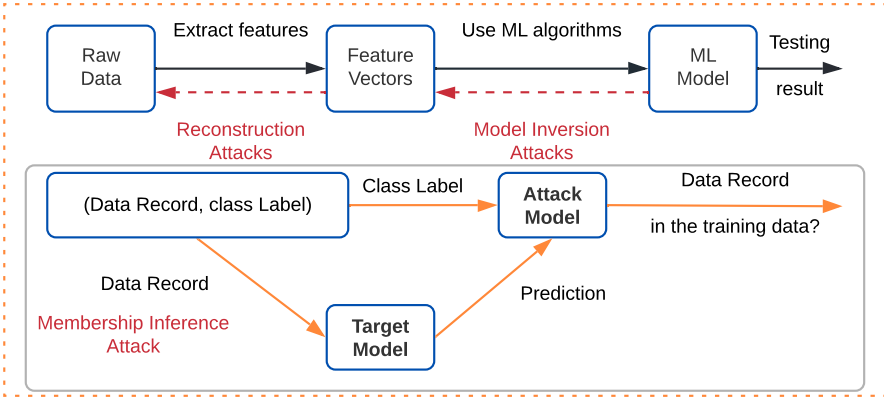 Extract features
Use ML algorithms
Raw
Data
Feature
Vectors
ML
Model
Testing
result
Reconstruction
Attacks
Model Inversion
Attacks
(Data Record, class Label)
Class Label
Attack
Model
Data Record
in the training data?
Data Record
Prediction
Membership Inference
Attack
Target
Model